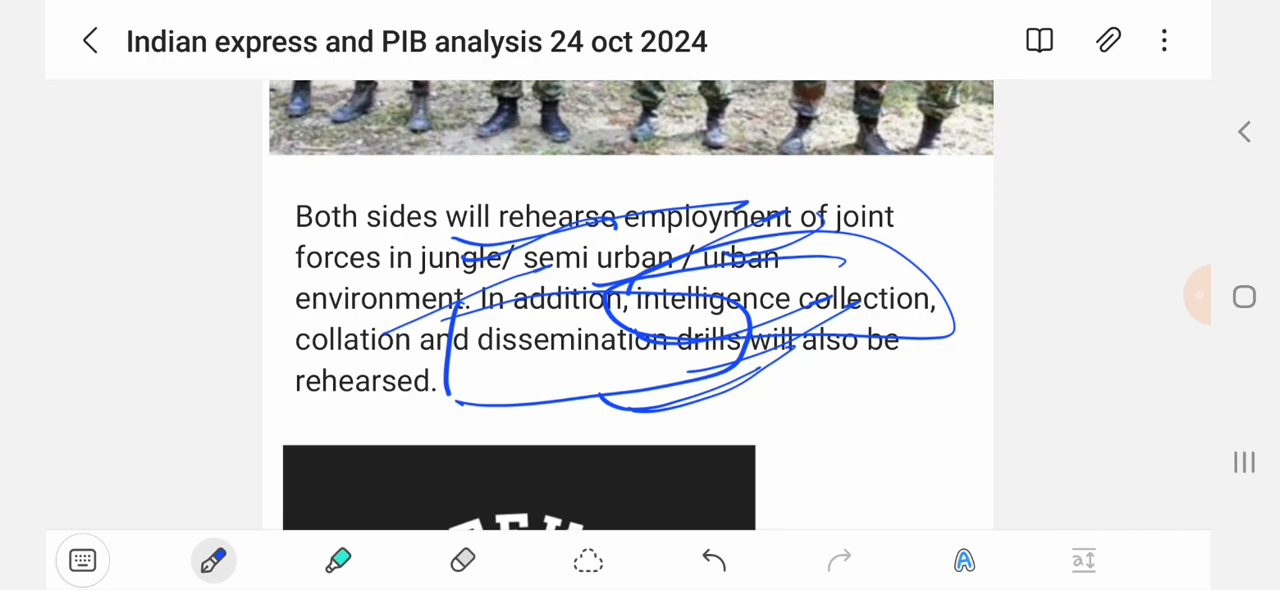 Indian express and PIB analysis 24 oct 2024
Both sides will rehearse employment of joint
forces in jungle/ semi urban / urban
environment. In addition, intelligence collection,
collation and dissemination drills will also be
rehearsed.